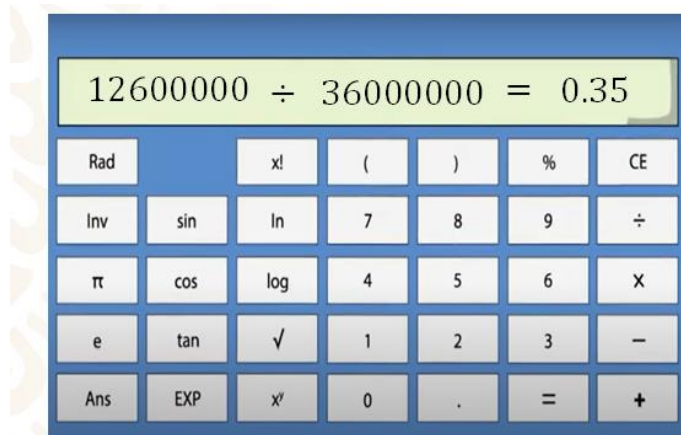 12600000 ÷ 36000000 = 0.35
Rad x! ( ) % CE
Inv sin ln 7 8 9 ÷
π cos log 4 5 6 X
e tan √ 1 2 3 −
Ans EXP xʸ 0 . = +